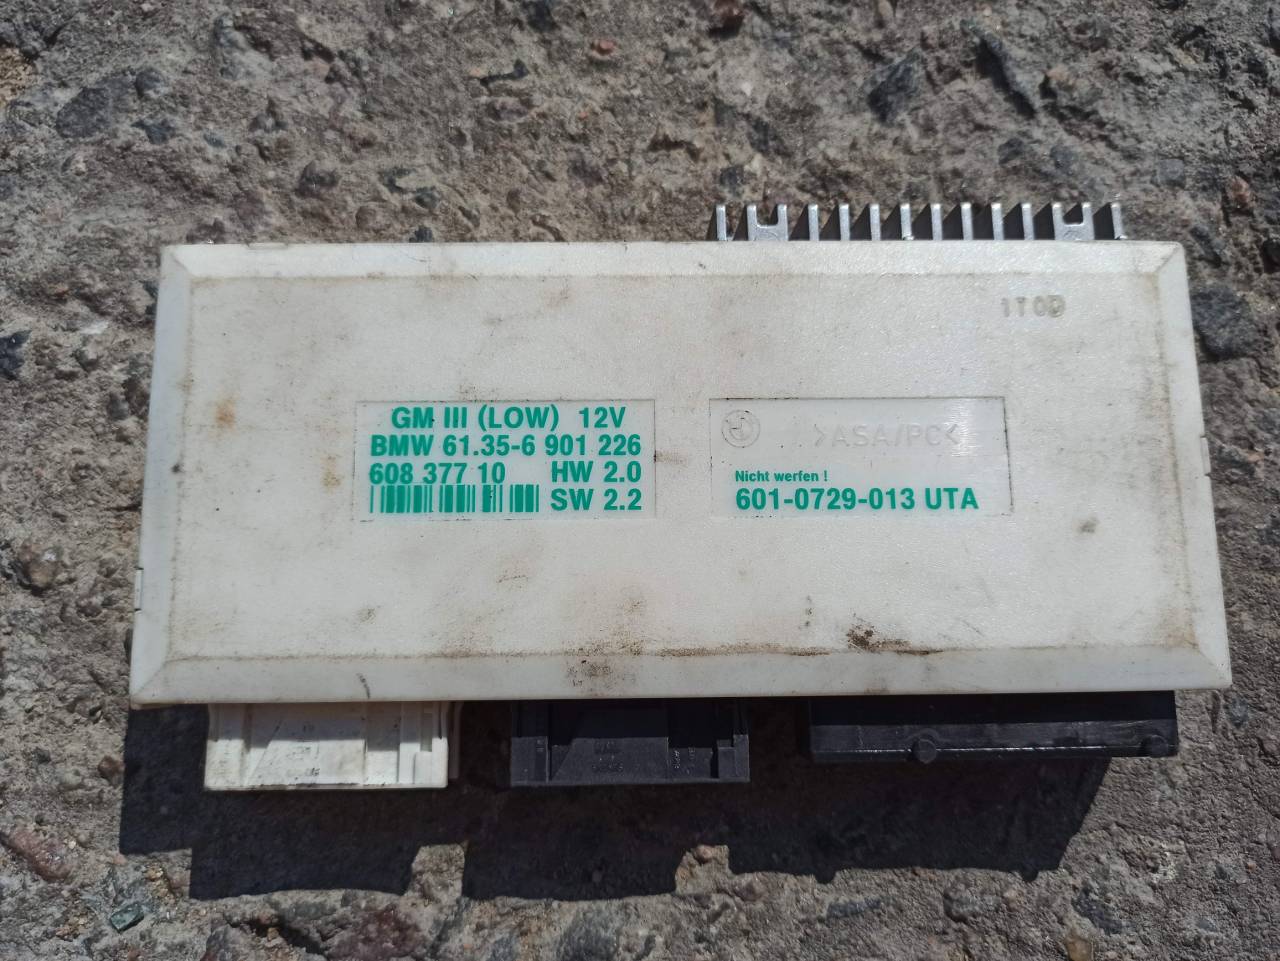 1T0D
GM III (LOW) 12V
BMW 61.35-6 901 226
608 377 10 HW 2.0
SW 2.2
>ASA/PC<
Nicht werfen !
601-0729-013 UTA